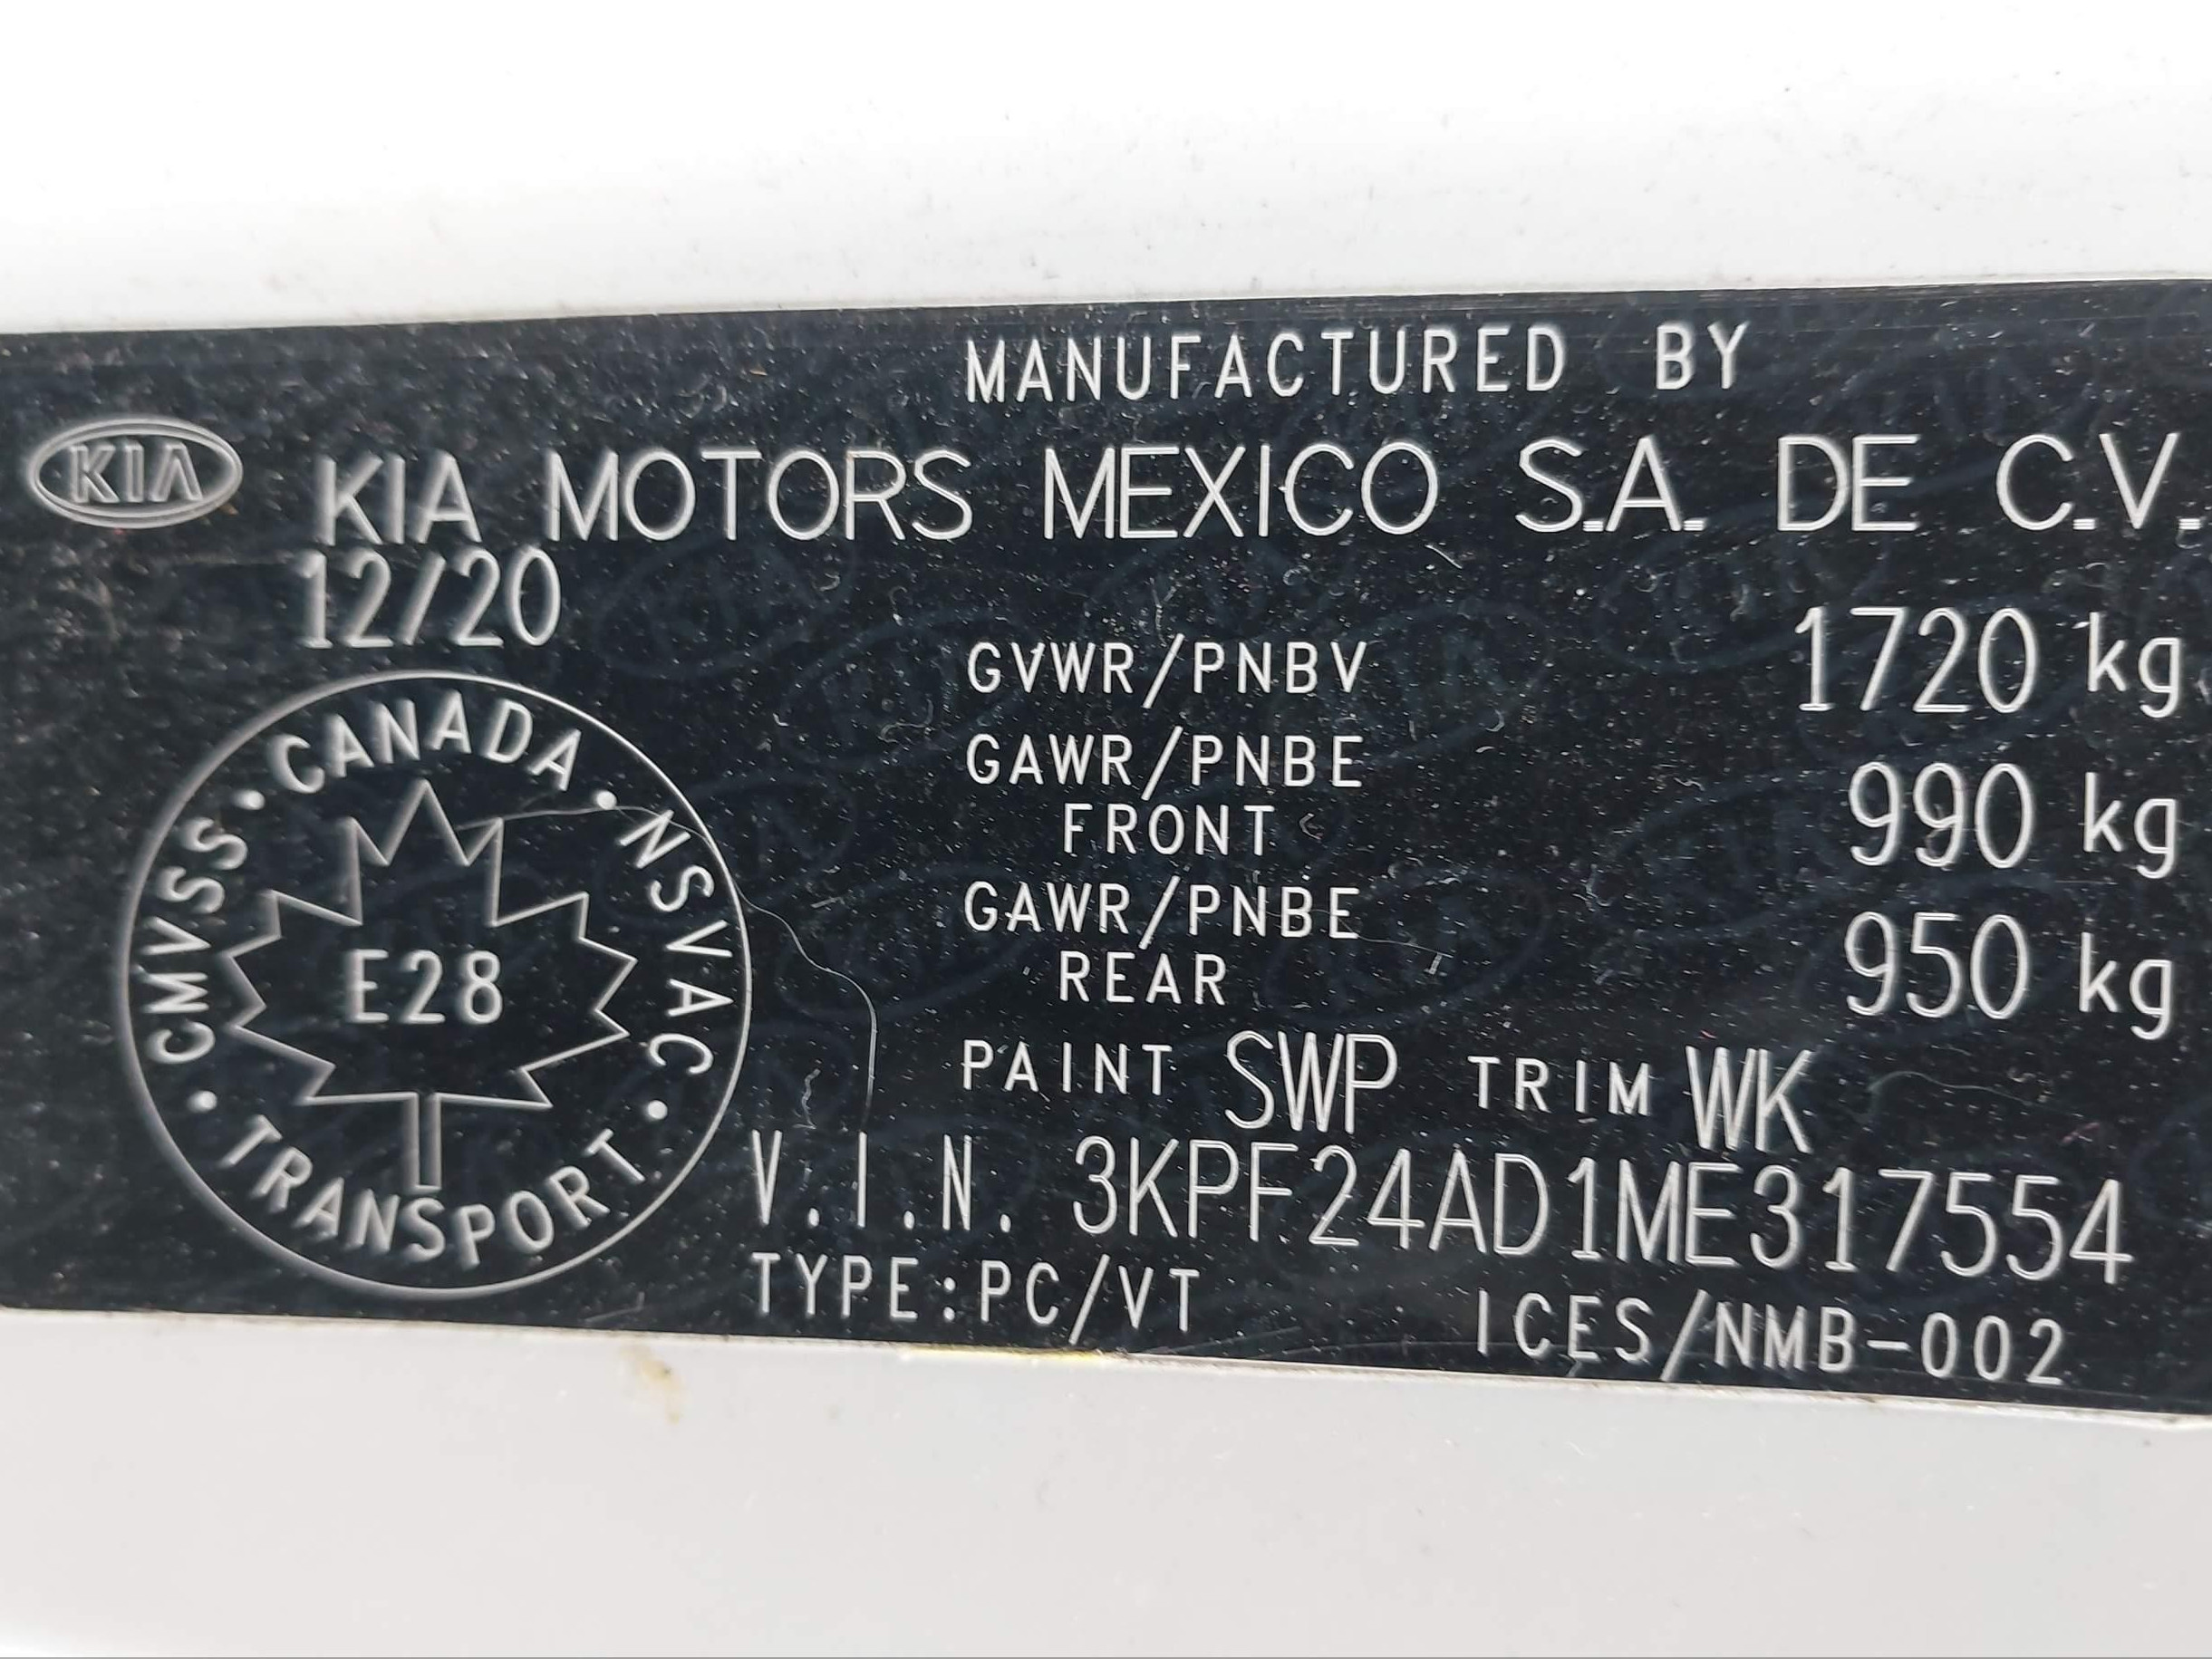 MANUFACTURED BY
KIA KIA MOTORS MEXICO S.A. DE C.V.
12/20
GVWR/PNBV 1720 kg
GAWR/PNBE
FRONT 990 kg
GAWR/PNBE
REAR 950 kg
PAINT SWP TRIM WK
V.I.N. 3KPF24AD1ME317554
TYPE:PC/VT ICES/NMB-002
CANADA • NSVAC • TRANSPORT • CMVSS •
E28